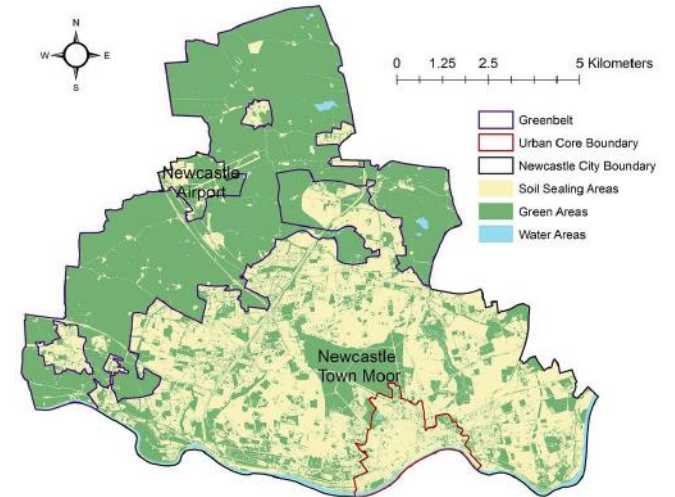 N
W E
S
0 1.25 2.5 5 Kilometers
Greenbelt
Urban Core Boundary
Newcastle City Boundary
Soil Sealing Areas
Green Areas
Water Areas
Newcastle
Airport
Newcastle
Town Moor